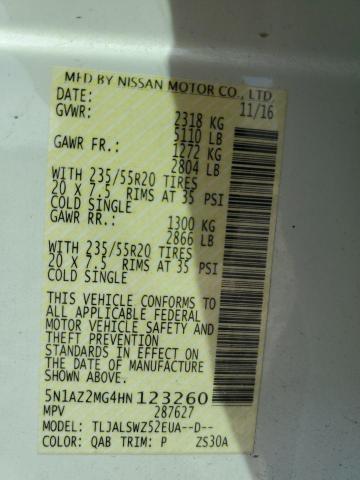 MFD BY NISSAN MOTOR CO., LTD.
DATE: 11/16
GVWR: 2318 KG
5110 LB
GAWR FR.: 1272 KG
2804 LB
WITH 235/55R20 TIRES
20 X 7.5 RIMS AT 35 PSI
COLD SINGLE
GAWR RR.: 1300 KG
2866 LB
WITH 235/55R20 TIRES
20 X 7.5 RIMS AT 35 PSI
COLD SINGLE
THIS VEHICLE CONFORMS TO
ALL APPLICABLE FEDERAL
MOTOR VEHICLE SAFETY AND
THEFT PREVENTION
STANDARDS IN EFFECT ON
THE DATE OF MANUFACTURE
SHOWN ABOVE.
5N1AZ2MG4HN123260
MPV 287627
MODEL: TLJALSWZ52EUA--D--
COLOR: QAB TRIM: P ZS30A